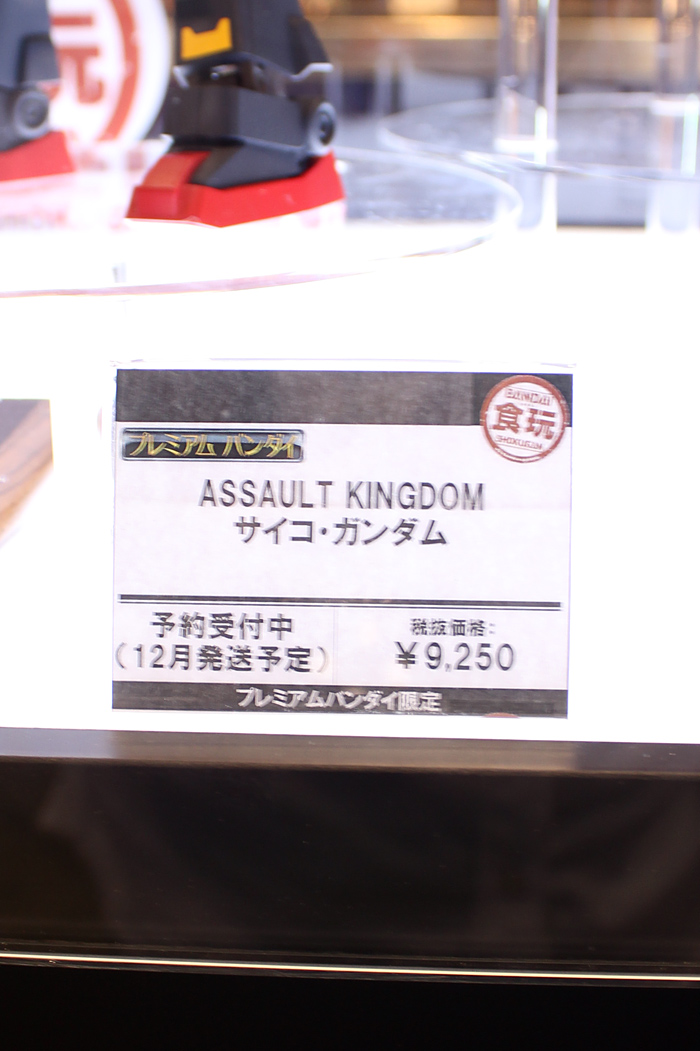 玩
BANDAI
食玩
SHOKUGAN
プレミアム バンダイ
ASSAULT KINGDOM
サイコ・ガンダム
予約受付中
(12月発送予定)
税抜価格:
¥9,250
プレミアムバンダイ限定